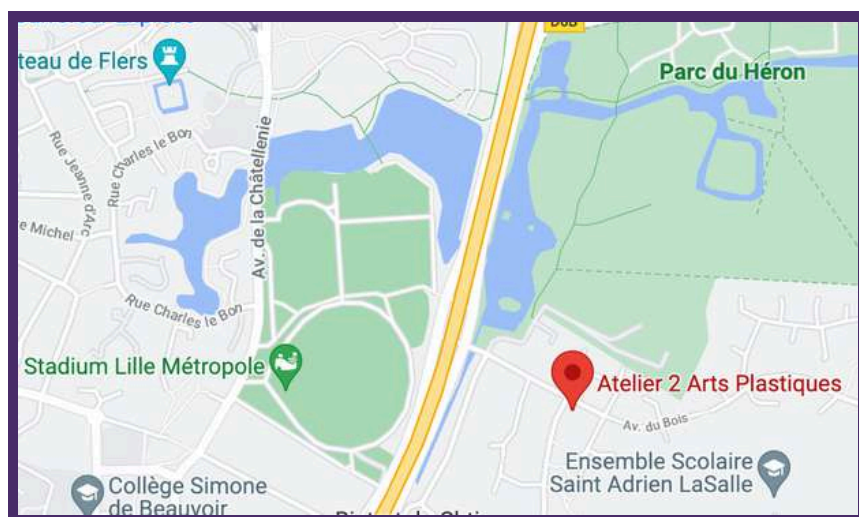 teau de Flers
Parc du Héron
Rue Charles le Bon
Rue Jeanne d'Arc
Av. de la Châtellenie
e Michel
Rue Charles le Bon
Stadium Lille Métropole
Atelier 2 Arts Plastiques
Av. du Bois
Ensemble Scolaire
Saint Adrien LaSalle
Collège Simone
de Beauvoir